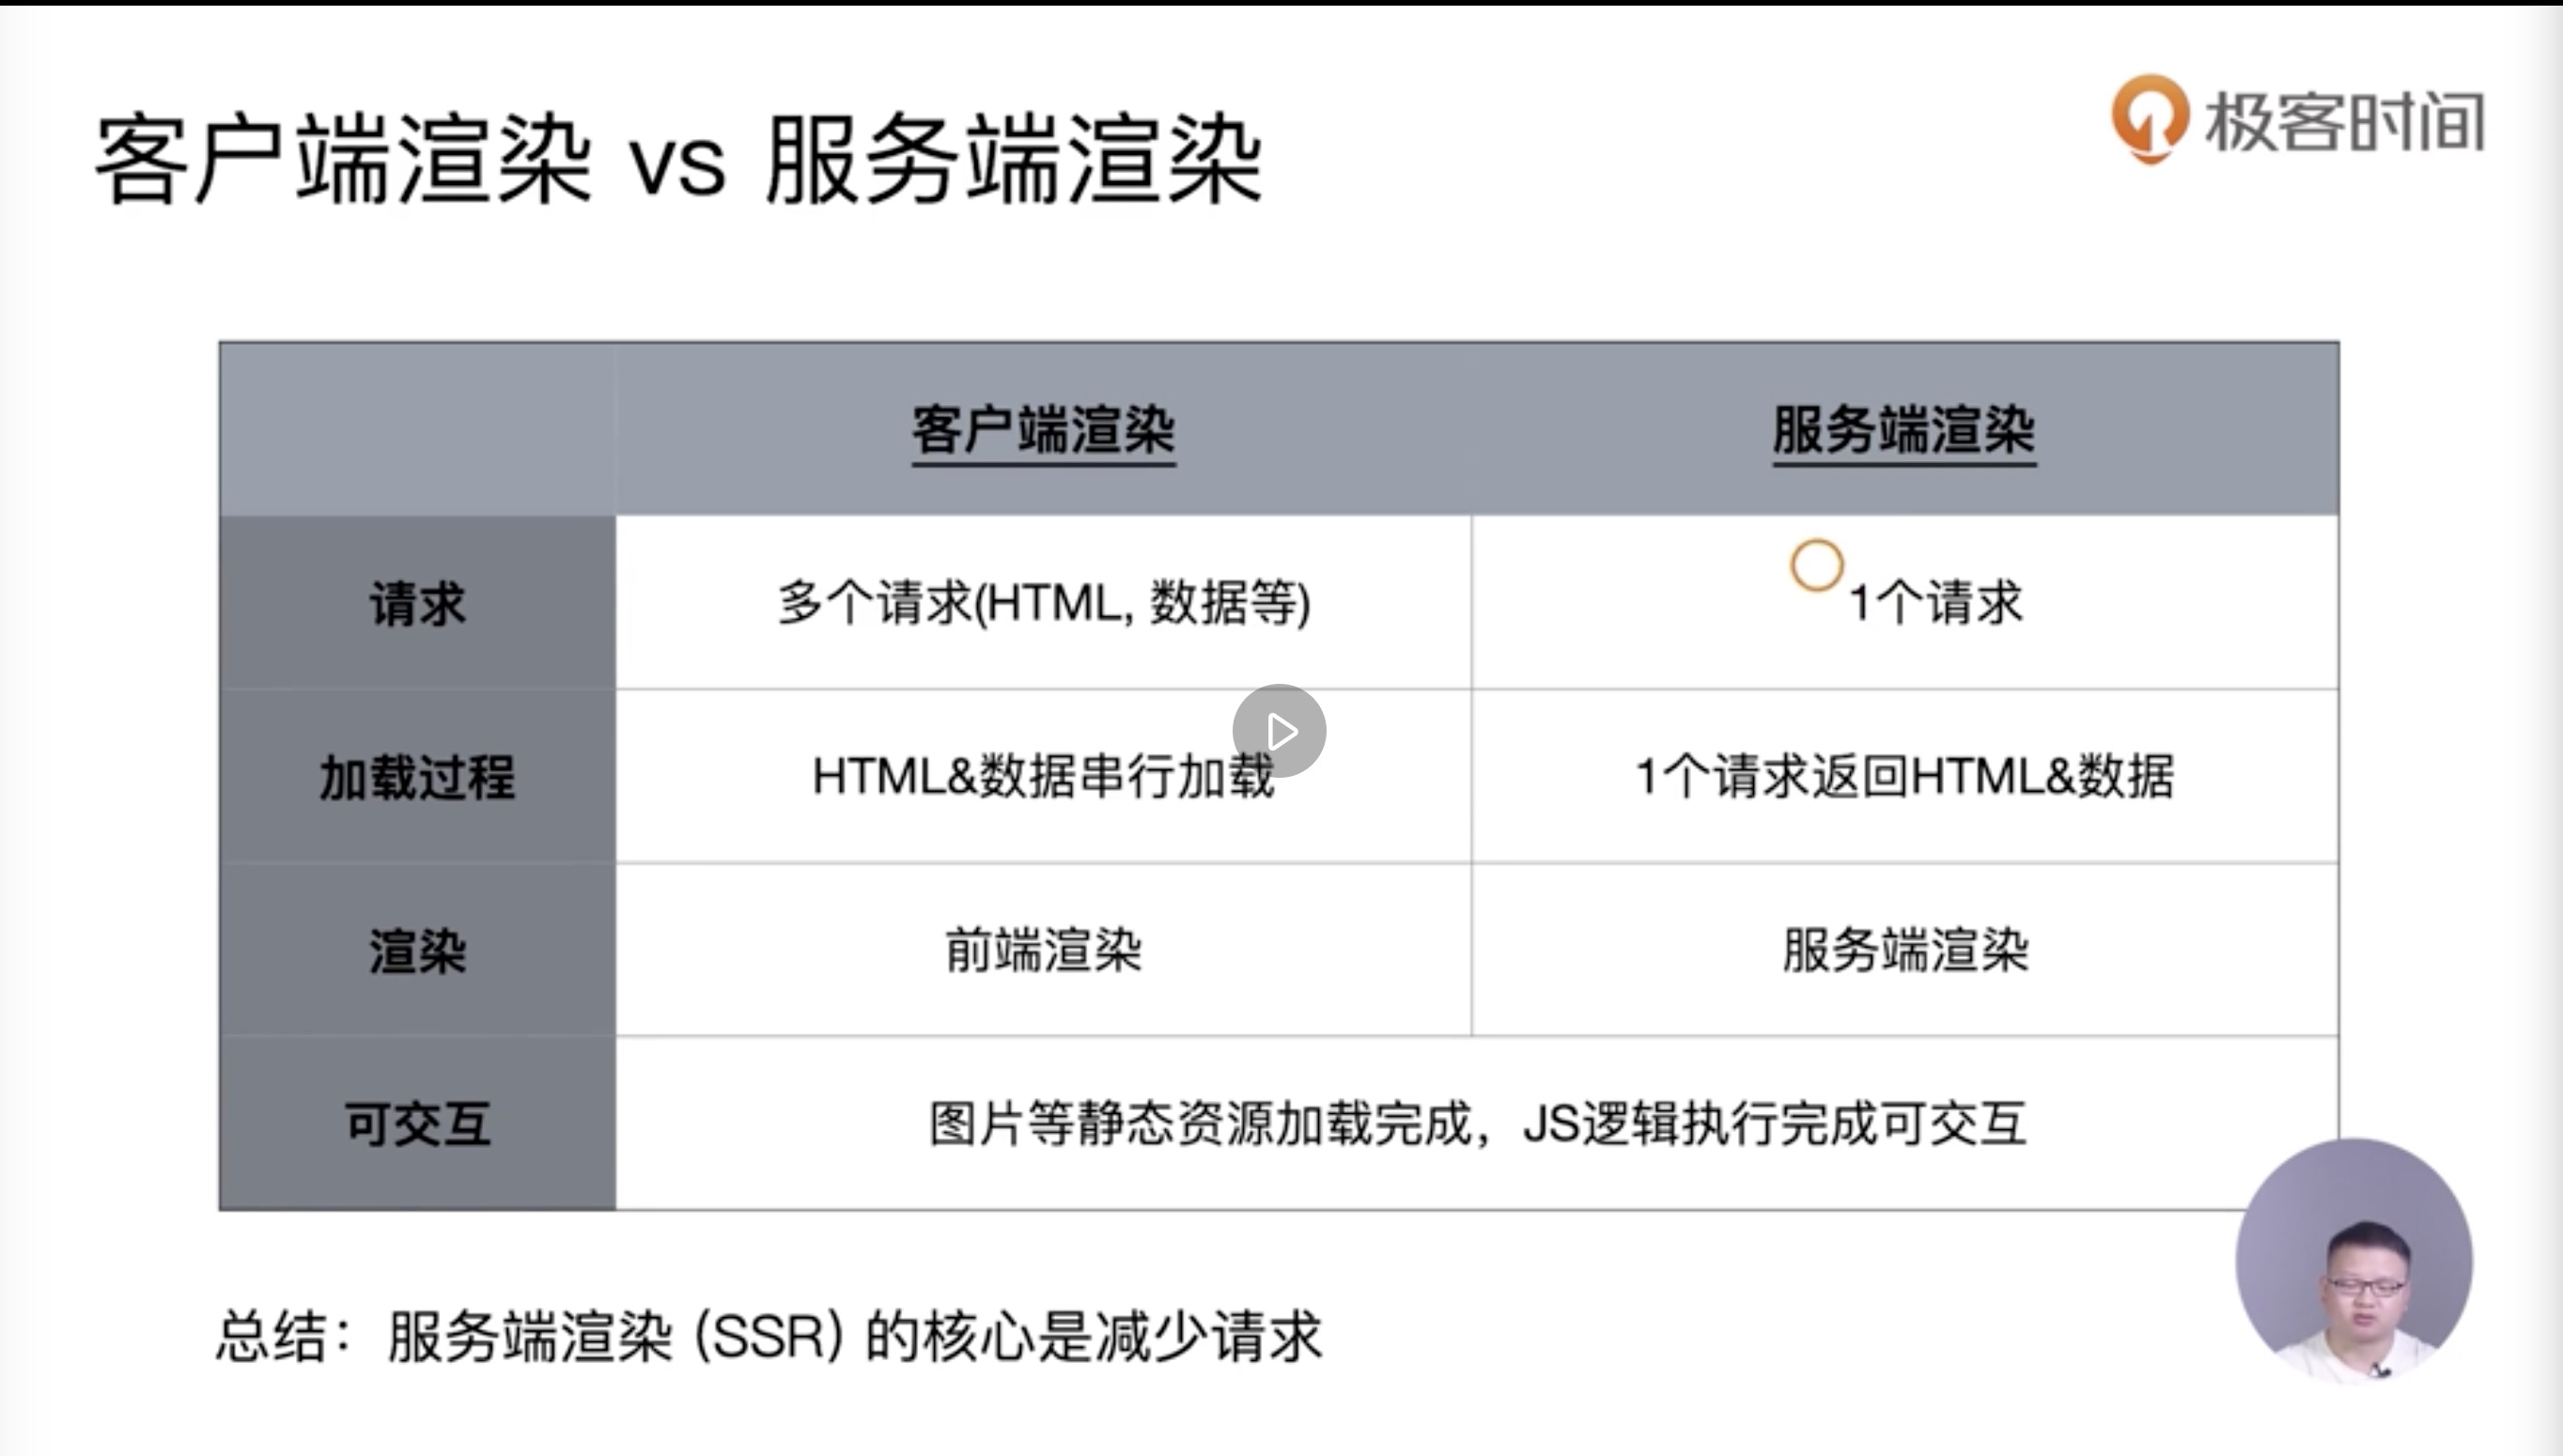 极客时间
客户端渲染 vs 服务端渲染
客户端渲染
服务端渲染
请求
多个请求(HTML, 数据等)
1个请求
加载过程
HTML&数据串行加载
1个请求返回HTML&数据
渲染
前端渲染
服务端渲染
可交互
图片等静态资源加载完成，JS逻辑执行完成可交互
总结：服务端渲染 (SSR) 的核心是减少请求